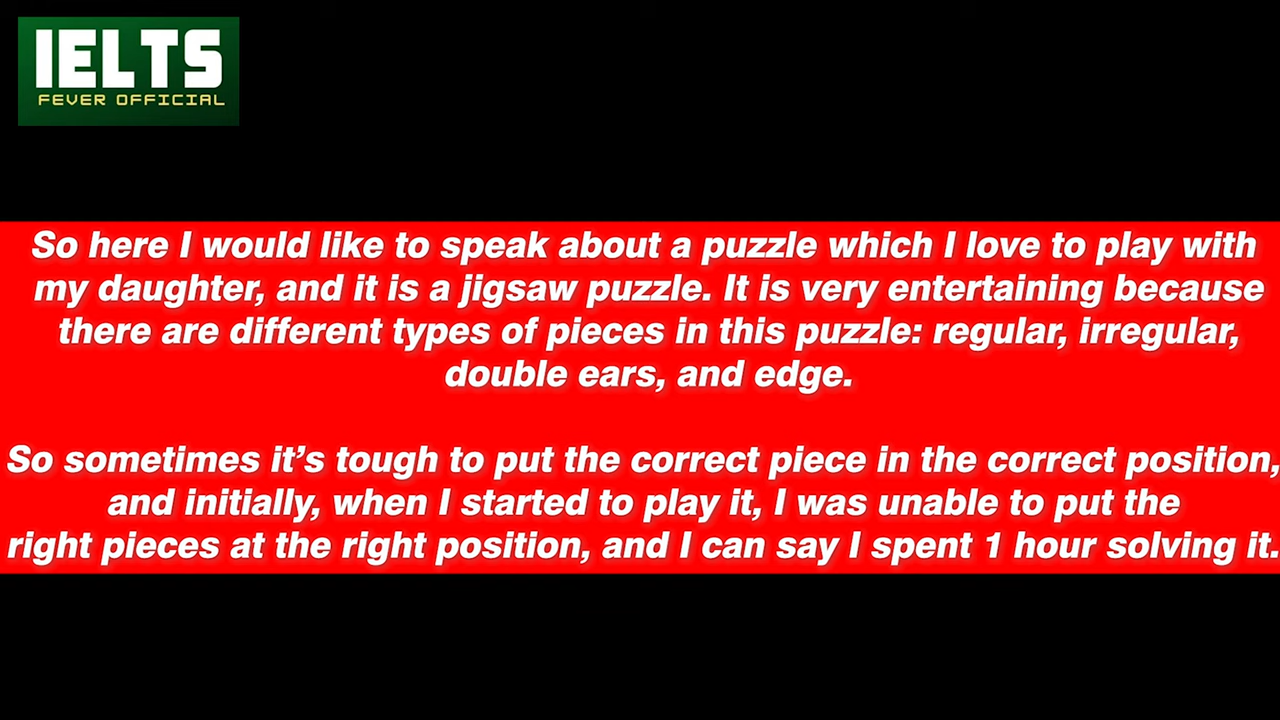 IELTS
FEVER OFFICIAL
So here I would like to speak about a puzzle which I love to play with
my daughter, and it is a jigsaw puzzle. It is very entertaining because
there are different types of pieces in this puzzle: regular, irregular,
double ears, and edge.
So sometimes it’s tough to put the correct piece in the correct position,
and initially, when I started to play it, I was unable to put the
right pieces at the right position, and I can say I spent 1 hour solving it.